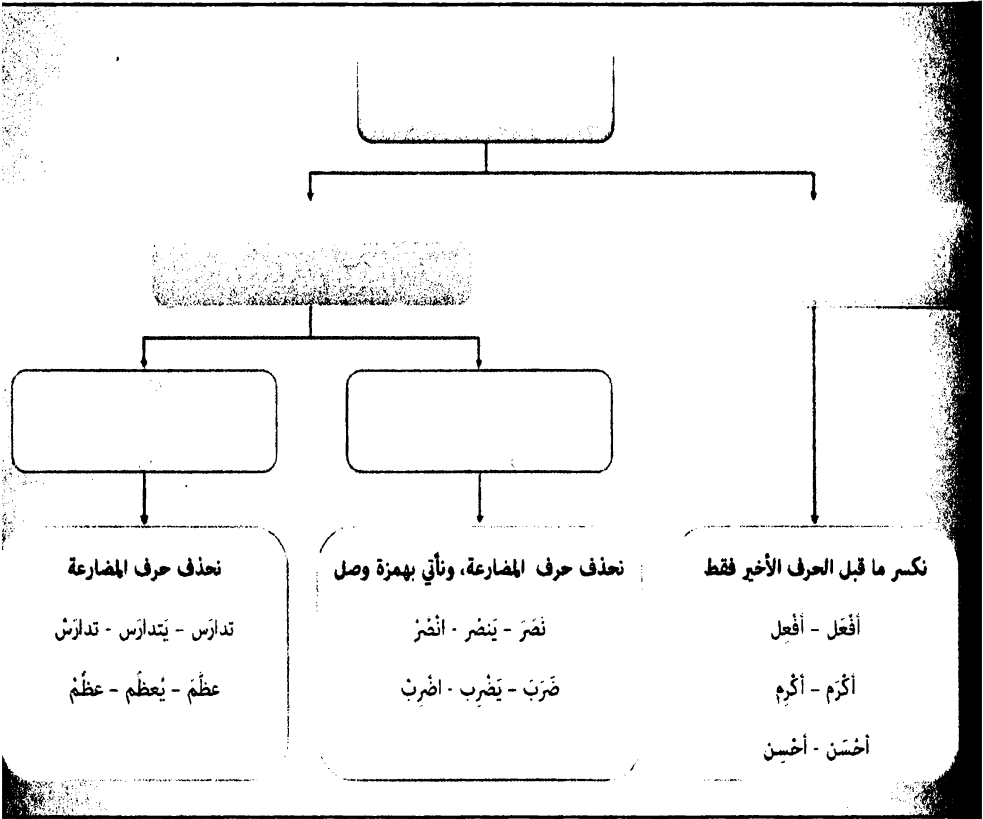 نكسر ما قبل الحرف الأخير فقط
أفْعَل - أفْعِل
أكْرَم - أكْرِم
أحْسَن - أحْسِن
نحذف حرف المضارعة، ونأتي بهمزة وصل
نَصَرَ - يَنصُر - انْصُرْ
ضَرَبَ - يَضْرِب - اضْرِبْ
نحذف حرف المضارعة
تدارَس - يَتدارَس - تدارَسْ
عظَّمَ - يُعظِّم - عظِّمْ